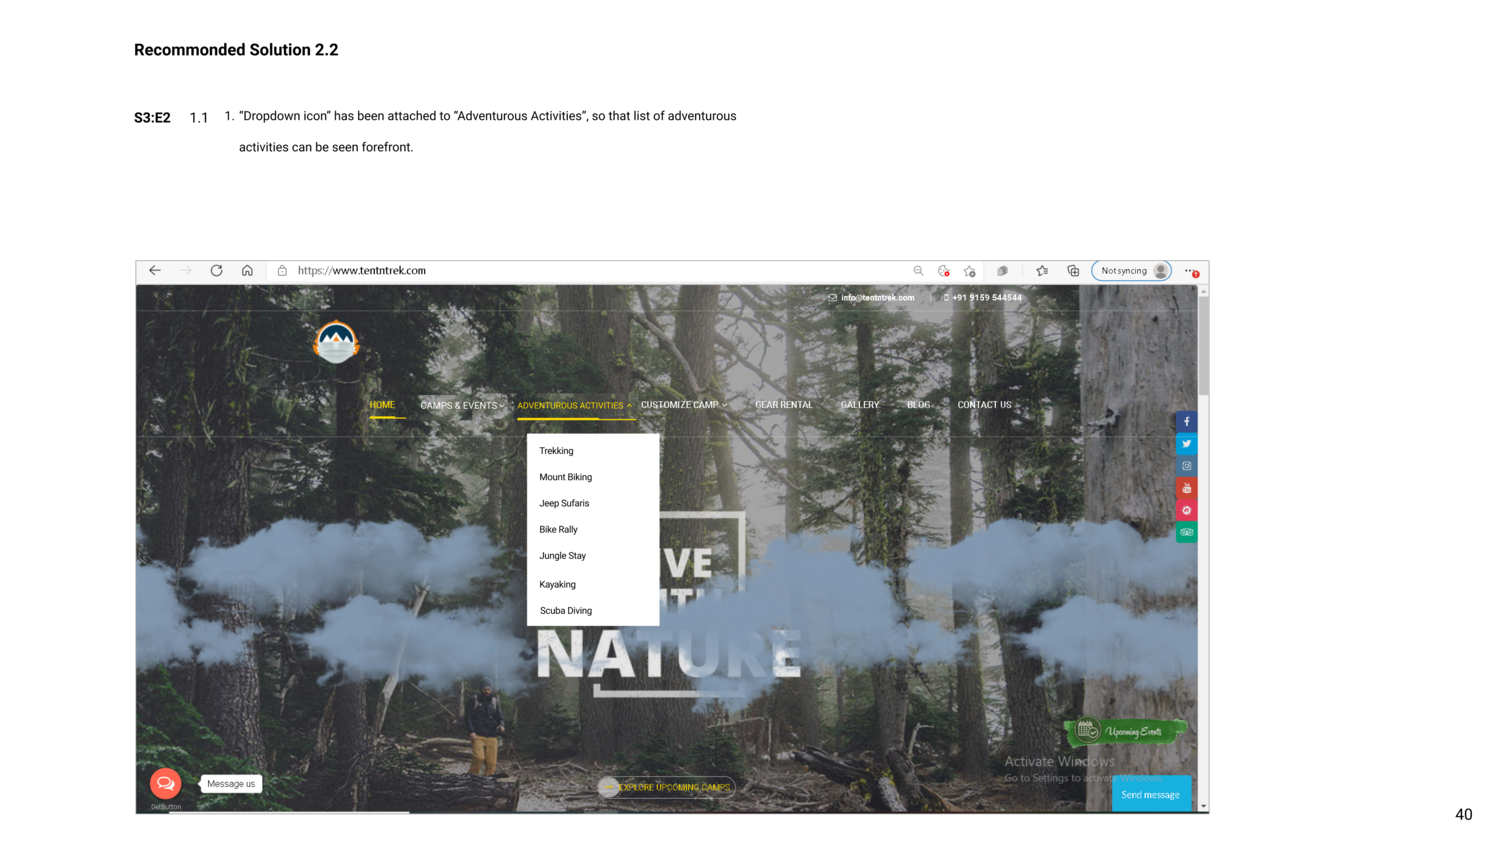 Recommonded Solution 2.2
S3:E2 1.1 1. “Dropdown icon” has been attached to “Adventurous Activities”, so that list of adventurous
activities can be seen forefront.
https://www.tentntrek.com
Not syncing
info@tentntrek.com +91 9159 544544
HOME CAMPS & EVENTS ADVENTUROUS ACTIVITIES CUSTOMIZE CAMP GEAR RENTAL GALLERY BLOG CONTACT US
Trekking
Mount Biking
Jeep Sufaris
Bike Rally
Jungle Stay
Kayaking
Scuba Diving
VE
NATURE
Upcoming Events
Activate Windows
Go to Settings to activate Windows.
Message us
EXPLORE UPCOMING CAMPS
Send message
GetButton
40